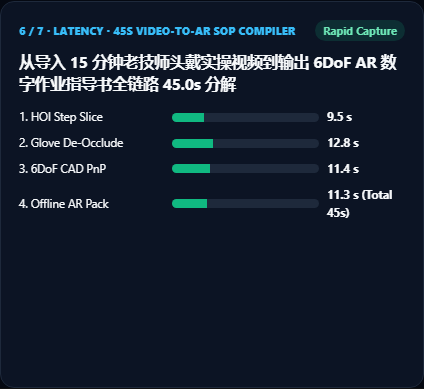 6 / 7 · LATENCY · 45S VIDEO-TO-AR SOP COMPILER
Rapid Capture
从导入 15 分钟老技师头戴实操视频到输出 6DoF AR 数
字作业指导书全链路 45.0s 分解
1. HOI Step Slice 9.5 s
2. Glove De-Occlude 12.8 s
3. 6DoF CAD PnP 11.4 s
4. Offline AR Pack 11.3 s (Total
45s)